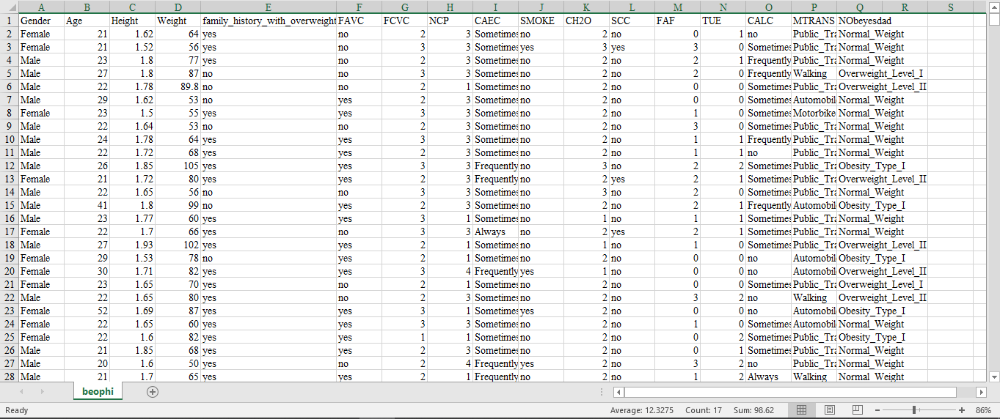 A B C D E F G H I J K L M N O P Q R S
1 Gender Age Height Weight family_history_with_overweight FAVC FCVC NCP CAEC SMOKE CH2O SCC FAF TUE CALC MTRANS NObeyesdad
2 Female 21 1.62 64 yes no 2 3 Sometimes no 2 no 0 1 no Public_Tra Normal_Weight
3 Female 21 1.52 56 yes no 3 3 Sometimes yes 3 yes 3 0 Sometimes Public_Tra Normal_Weight
4 Male 23 1.8 77 yes no 2 3 Sometimes no 2 no 2 1 Frequently Public_Tra Normal_Weight
5 Male 27 1.8 87 no no 3 3 Sometimes no 2 no 2 0 Frequently Walking Overweight_Level_I
6 Male 22 1.78 89.8 no no 2 1 Sometimes no 2 no 0 0 Sometimes Public_Tra Overweight_Level_II
7 Male 29 1.62 53 no yes 2 3 Sometimes no 2 no 0 0 Sometimes Automobil Normal_Weight
8 Female 23 1.5 55 yes yes 3 3 Sometimes no 2 no 1 0 Sometimes Motorbike Normal_Weight
9 Male 22 1.64 53 no no 2 3 Sometimes no 2 no 3 0 Sometimes Public_Tra Normal_Weight
10 Male 24 1.78 64 yes yes 3 3 Sometimes no 2 no 1 1 Frequently Public_Tra Normal_Weight
11 Male 22 1.72 68 yes yes 2 3 Sometimes no 2 no 1 1 no Public_Tra Normal_Weight
12 Male 26 1.85 105 yes yes 3 3 Frequently no 3 no 2 2 Sometimes Public_Tra Obesity_Type_I
13 Female 21 1.72 80 yes yes 2 3 Frequently no 2 yes 2 1 Sometimes Public_Tra Overweight_Level_II
14 Male 22 1.65 56 no no 3 3 Sometimes no 3 no 2 0 Sometimes Public_Tra Normal_Weight
15 Male 41 1.8 99 no yes 2 3 Sometimes no 2 no 2 1 Frequently Automobil Obesity_Type_I
16 Male 23 1.77 60 yes yes 3 1 Sometimes no 1 no 1 1 Sometimes Public_Tra Normal_Weight
17 Female 22 1.7 66 yes no 3 3 Always no 2 yes 2 1 Sometimes Public_Tra Normal_Weight
18 Male 27 1.93 102 yes yes 2 1 Sometimes no 1 no 1 0 Sometimes Public_Tra Overweight_Level_II
19 Female 29 1.53 78 no yes 2 1 Sometimes no 2 no 0 0 no Automobil Obesity_Type_I
20 Female 30 1.71 82 yes yes 3 4 Frequently yes 1 no 0 0 no Automobil Overweight_Level_II
21 Female 23 1.65 70 yes no 2 1 Sometimes no 2 no 0 0 Sometimes Public_Tra Overweight_Level_I
22 Male 22 1.65 80 yes no 2 3 Sometimes no 2 no 3 2 no Walking Overweight_Level_II
23 Female 52 1.69 87 yes yes 3 1 Sometimes yes 2 no 0 0 no Automobil Obesity_Type_I
24 Female 22 1.65 60 yes yes 3 3 Sometimes no 2 no 1 0 Sometimes Automobil Normal_Weight
25 Female 22 1.6 82 yes yes 1 1 Sometimes no 2 no 0 2 Sometimes Public_Tra Obesity_Type_I
26 Male 21 1.85 68 yes yes 2 3 Sometimes no 2 no 0 1 Sometimes Public_Tra Normal_Weight
27 Male 20 1.6 50 yes no 2 4 Frequently yes 2 no 3 2 no Public_Tra Normal_Weight
28 Male 21 1.7 65 yes yes 2 1 Frequently no 2 no 1 2 Always Walking Normal_Weight
beophi
Ready Average: 12.3275 Count: 17 Sum: 98.62 86%